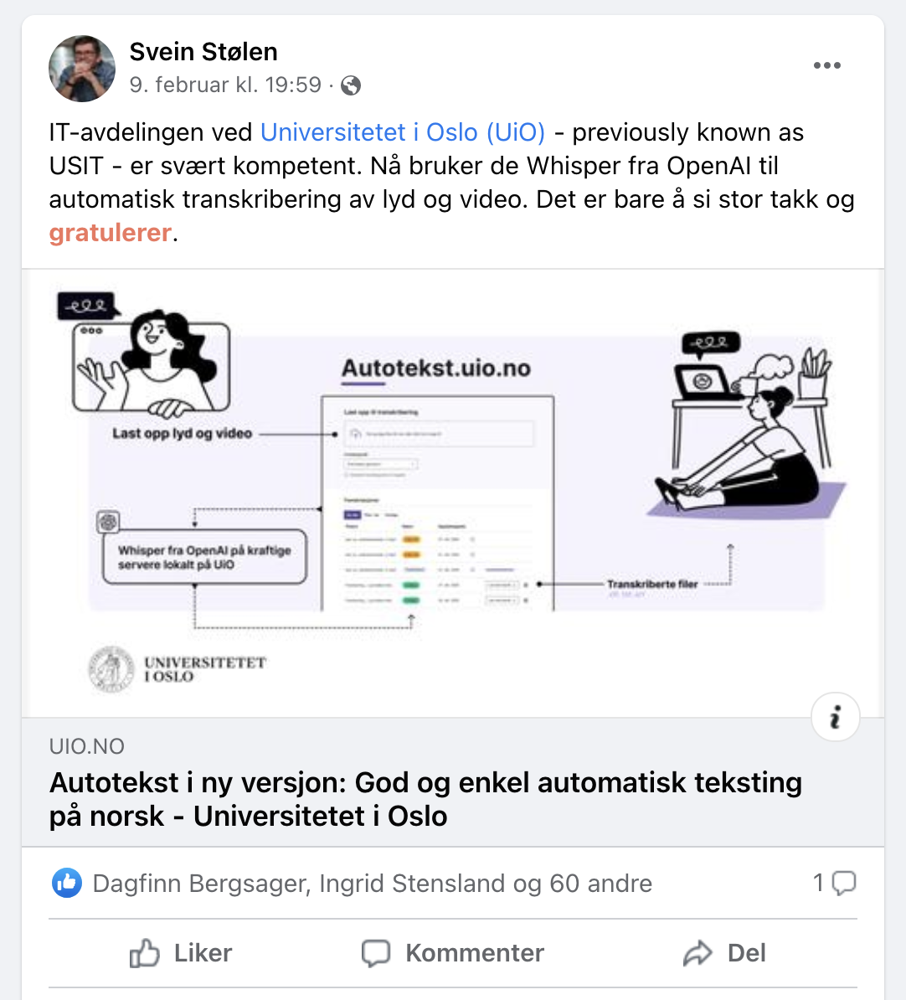 Svein Stølen
9. februar kl. 19:59 ·
IT-avdelingen ved Universitetet i Oslo (UiO) - previously known as
USIT - er svært kompetent. Nå bruker de Whisper fra OpenAI til
automatisk transkribering av lyd og video. Det er bare å si stor takk og
gratulerer.
Autotekst.uio.no
Last opp lyd og video
Last opp til transkribering
Whisper fra OpenAI på kraftige
servere lokalt på UiO
Transkriberte filer
UNIVERSITETET
I OSLO
UIO.NO
Autotekst i ny versjon: God og enkel automatisk teksting
på norsk - Universitetet i Oslo
Dagfinn Bergsager, Ingrid Stensland og 60 andre
1
Liker
Kommenter
Del